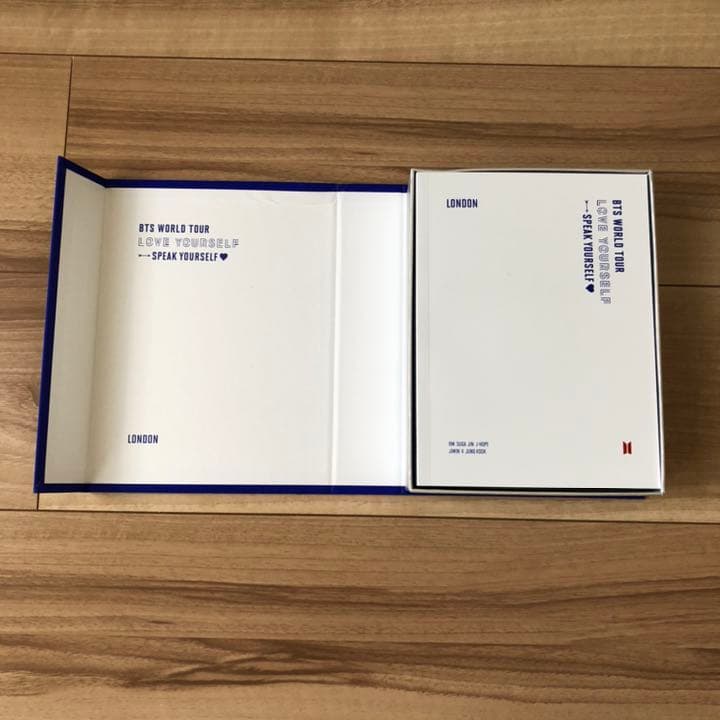 BTS WORLD TOUR
LOVE YOURSELF
SPEAK YOURSELF
LONDON
LONDON
BTS WORLD TOUR
LOVE YOURSELF
SPEAK YOURSELF
RM SUGA JIN J-HOPE
JIMIN V JUNG KOOK